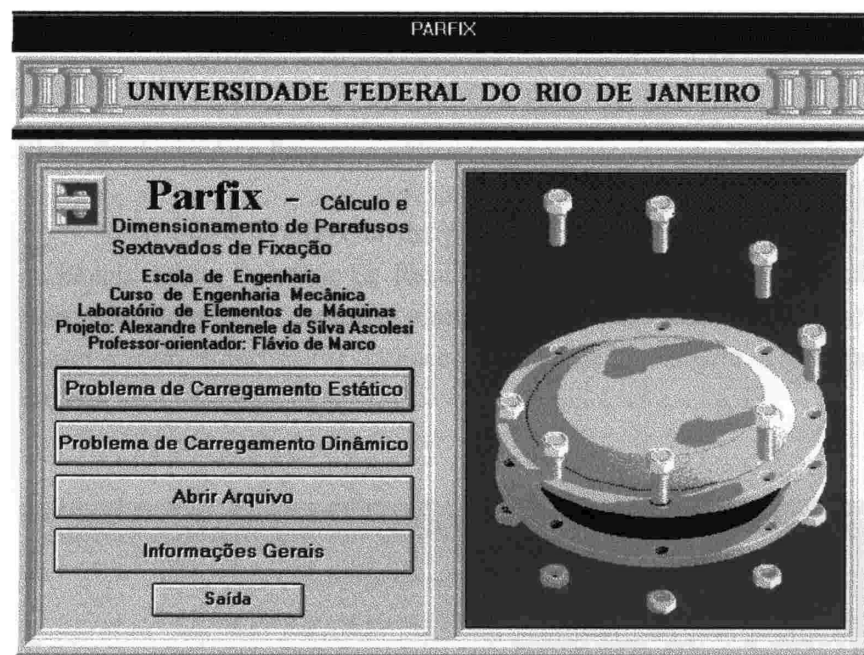 PARFIX
UNIVERSIDADE FEDERAL DO RIO DE JANEIRO
Parfix - Cálculo e
Dimensionamento de Parafusos
Sextavados de Fixação
Escola de Engenharia
Curso de Engenharia Mecânica
Laboratório de Elementos de Máquinas
Projeto: Alexandre Fontenele da Silva Ascolesi
Professor-orientador: Flávio de Marco
Problema de Carregamento Estático
Problema de Carregamento Dinâmico
Abrir Arquivo
Informações Gerais
Saída